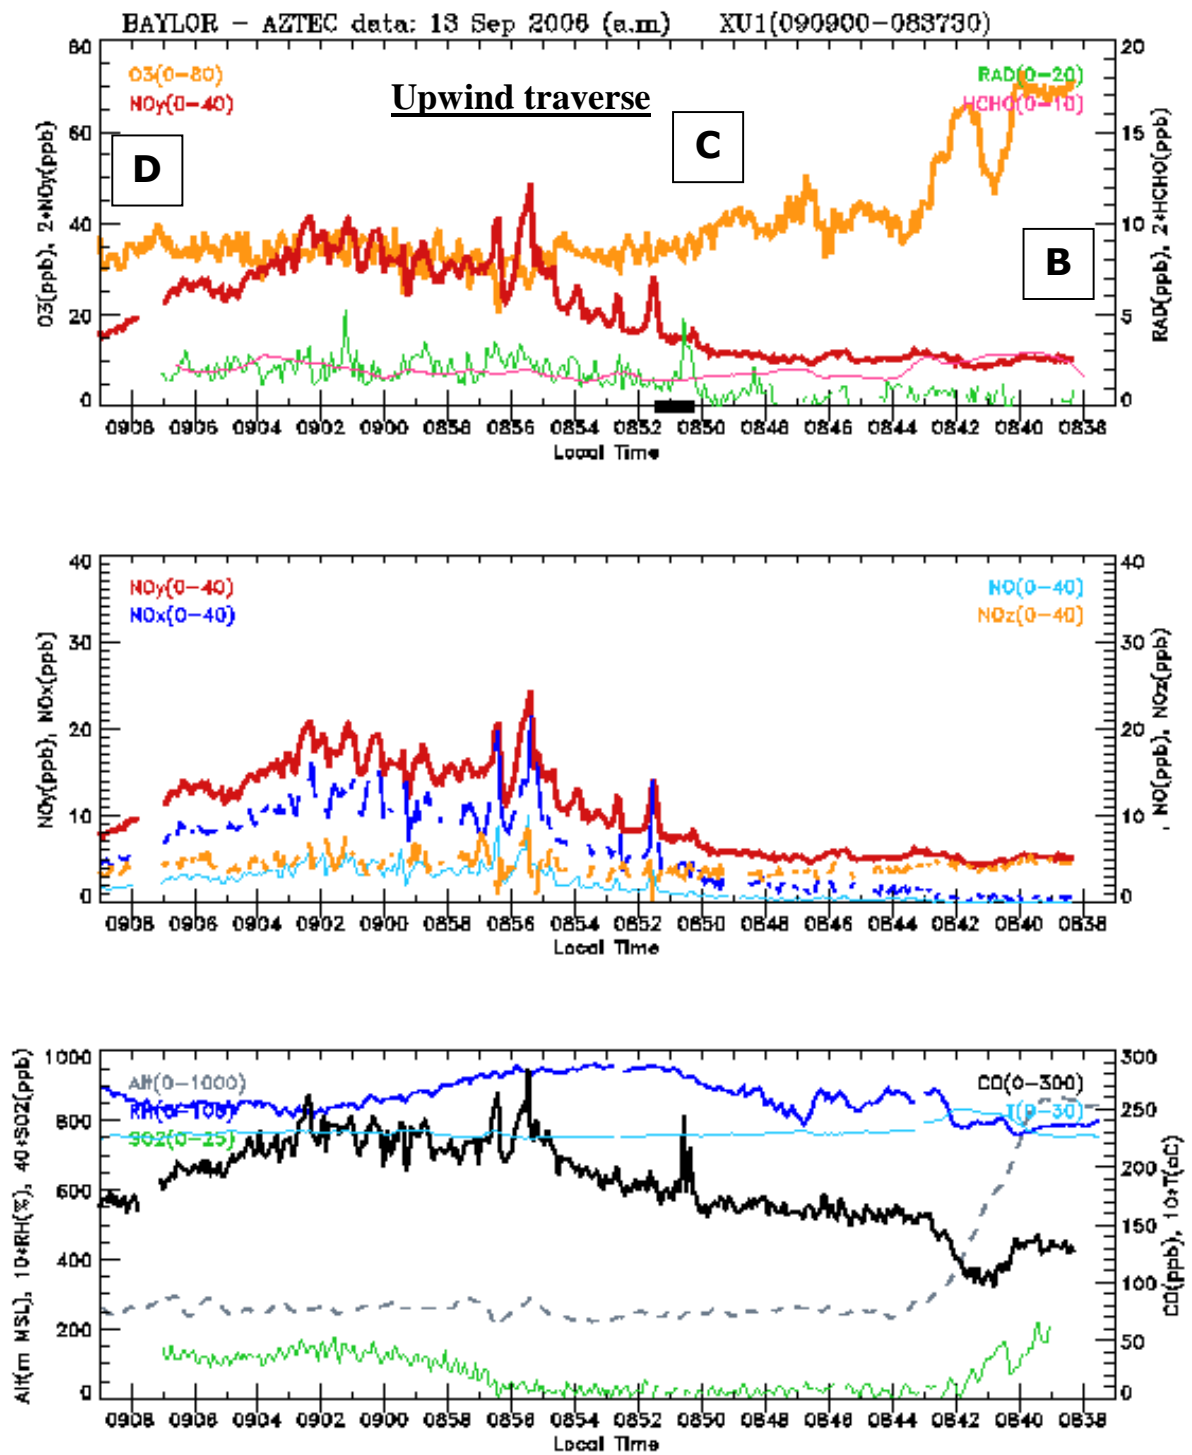 BAYLOR - AZTEC data: 13 Sep 2006 (a.m) XU1(090900-083730)
80 20
O3(0-80) RAD(0-20)
NOy(0-40) Upwind traverse HCHO(0-10)
60 15
D C
40 10
B
20 5
0 0
O3(ppb), 2*NOy(ppb)
RAD(ppb), 2*HCHO(ppb)
0908 0906 0904 0902 0900 0858 0856 0854 0852 0850 0848 0846 0844 0842 0840 0838
Local Time
40 40
NOy(0-40) NO(0-40)
NOx(0-40) NOz(0-40)
30 30
20 20
10 10
0 0
NOy(ppb), NOx(ppb)
, NO(ppb), NOz(ppb)
0908 0906 0904 0902 0900 0858 0856 0854 0852 0850 0848 0846 0844 0842 0840 0838
Local Time
1000 300
Alt(0-1000) CO(0-300)
RH(0-100) T(0-30)
SO2(0-25)
250
800
200
600
150
400
100
200
50
0 0
Alt(m MSL), 10*RH(%), 40*SO2(ppb)
CO(ppb), 10*T(oC)
0908 0906 0904 0902 0900 0858 0856 0854 0852 0850 0848 0846 0844 0842 0840 0838
Local Time